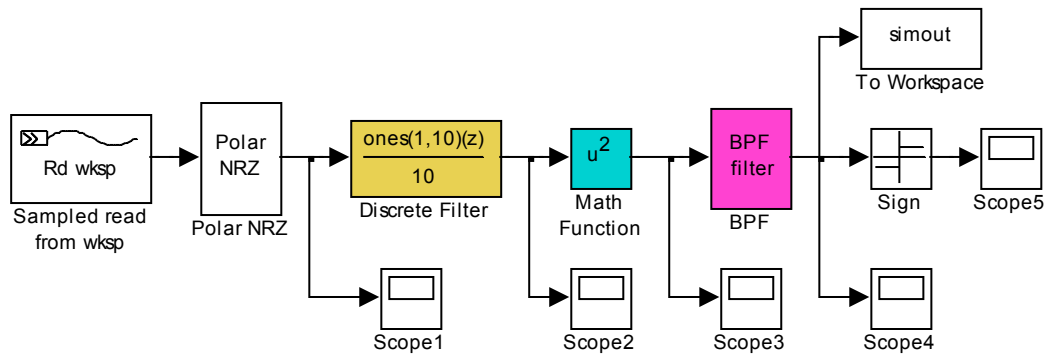 simout
To Workspace
Rd wksp
Sampled read
from wksp
Polar
NRZ
Polar NRZ
ones(1,10)(z)
10
Discrete Filter
u²
Math
Function
BPF
filter
BPF
Sign
Scope5
Scope1
Scope2
Scope3
Scope4